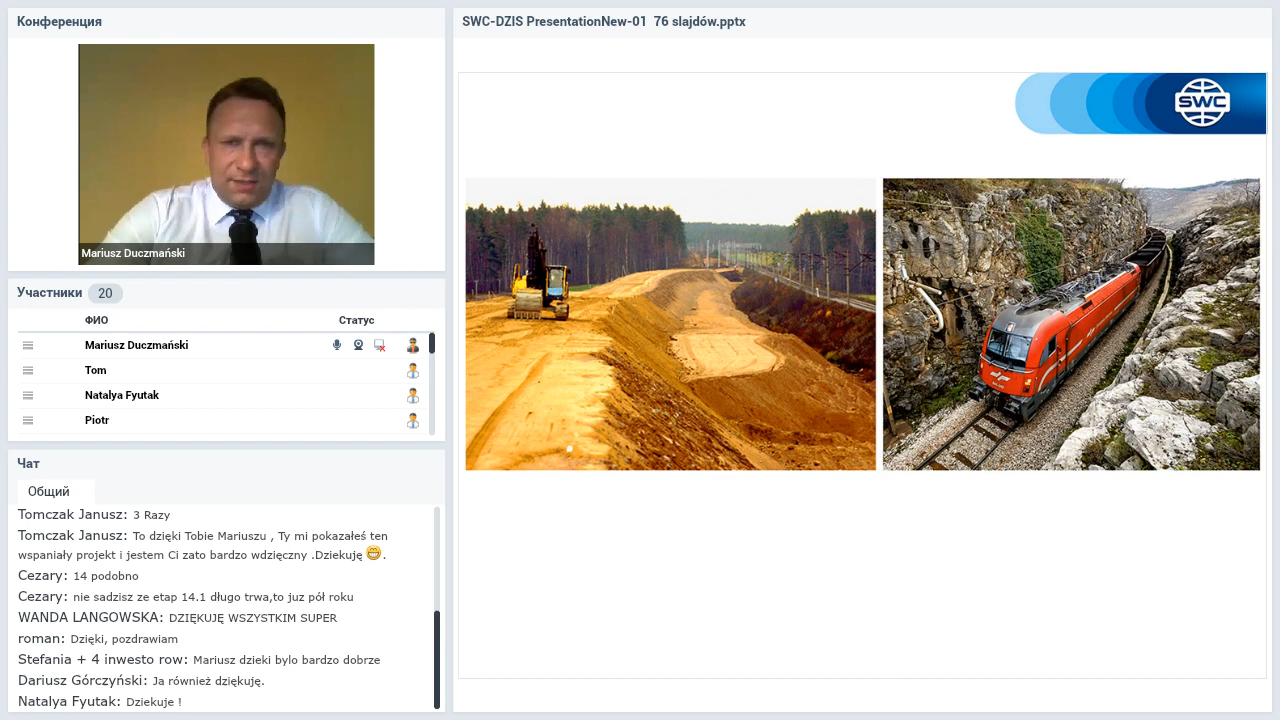 Конференция
Mariusz Duczmański
Участники 20
ФИО Статус
Mariusz Duczmański
Tom
Natalya Fyutak
Piotr
Чат
Общий
Tomczak Janusz: 3 Razy
Tomczak Janusz: To dzięki Tobie Mariuszu , Ty mi pokazałeś ten
wspaniały projekt i jestem Ci zato bardzo wdzięczny .Dziekuję 😁.
Cezary: 14 podobno
Cezary: nie sadzisz ze etap 14.1 długo trwa,to juz pół roku
WANDA LANGOWSKA: DZIĘKUJĘ WSZYSTKIM SUPER
roman: Dzięki, pozdrawiam
Stefania + 4 inwesto row: Mariusz dzieki bylo bardzo dobrze
Dariusz Górczyński: Ja również dziękuję.
Natalya Fyutak: Dziekuje !
SWC-DZIS PresentationNew-01 76 slajdów.pptx
SWC